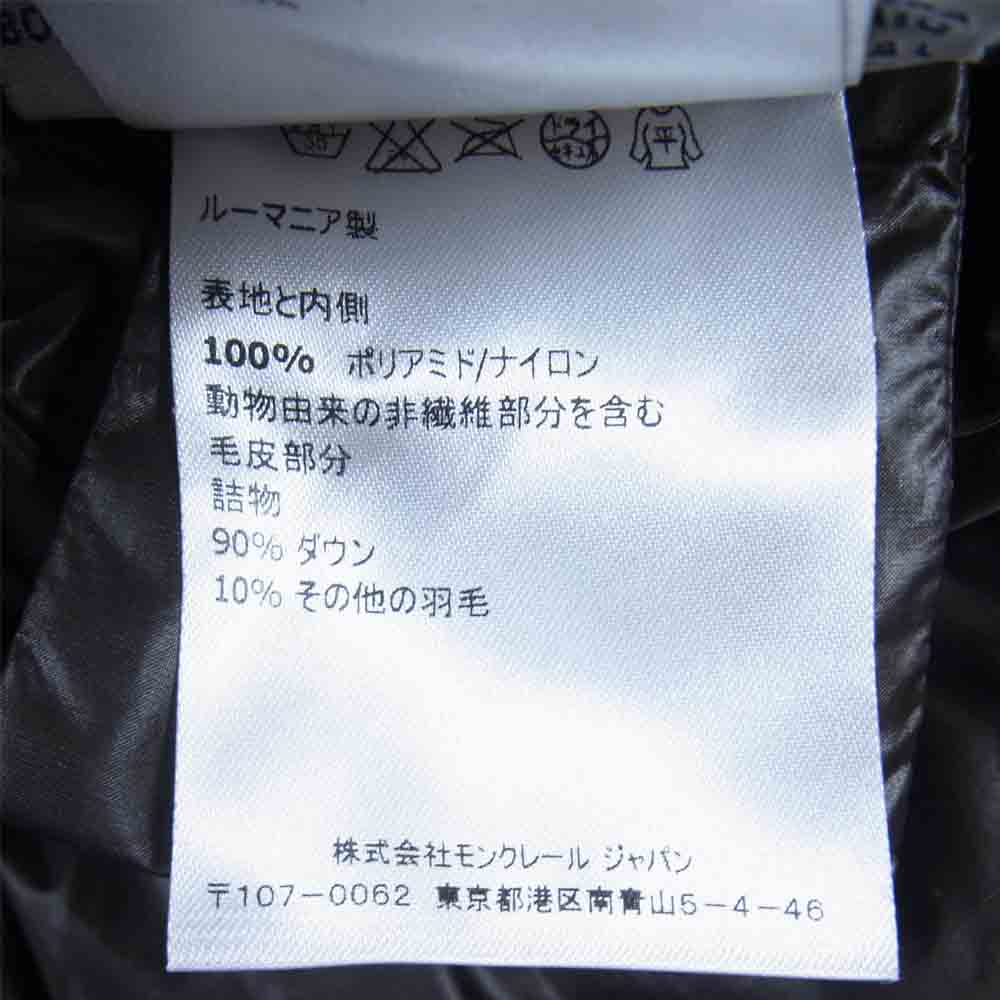 ドライ
平
ルーマニア製
表地と内側
100% ポリアミド/ナイロン
動物由来の非繊維部分を含む
毛皮部分
詰物
90% ダウン
10% その他の羽毛
株式会社モンクレール ジャパン
〒107-0062 東京都港区南青山5-4-46